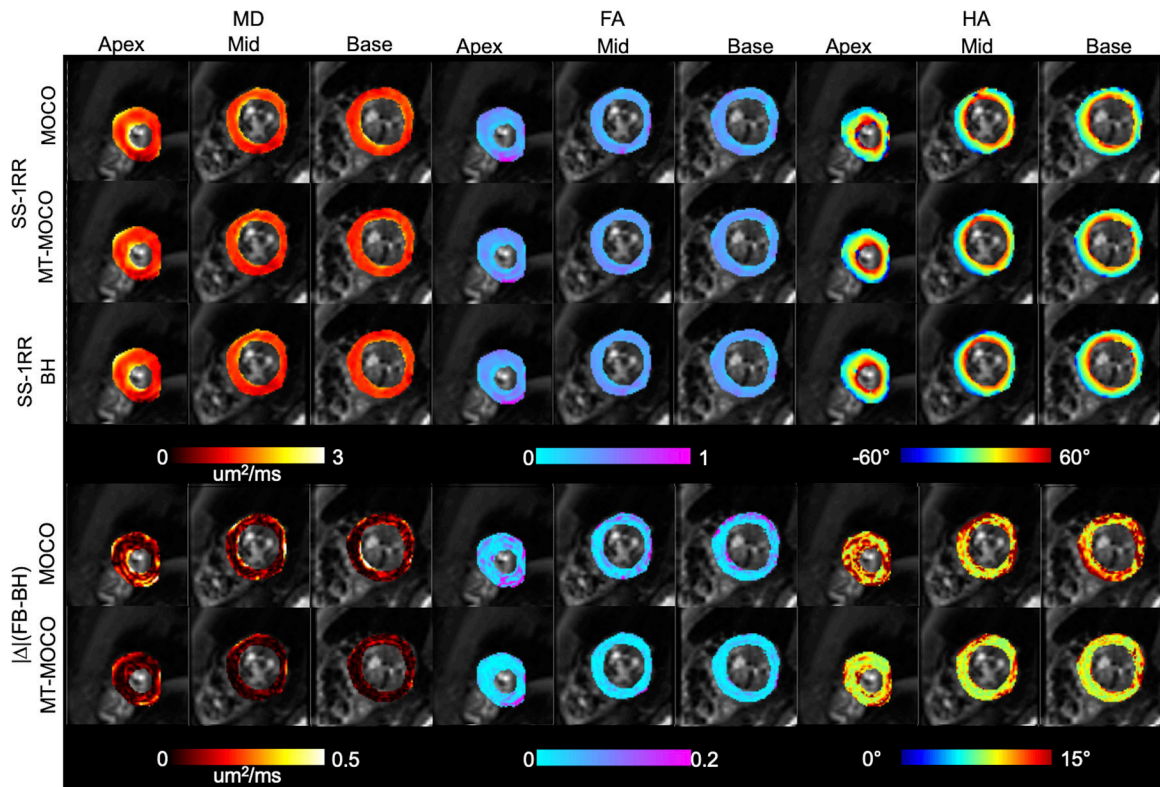 MD FA HA
Apex Mid Base Apex Mid Base Apex Mid Base
SS-1RR
MOCO
MT-MOCO
SS-1RR
BH
0 3 0 1 -60° 60°
um²/ms
|Δ|(FB-BH)
MOCO
MT-MOCO
0 0.5 0 0.2 0° 15°
um²/ms